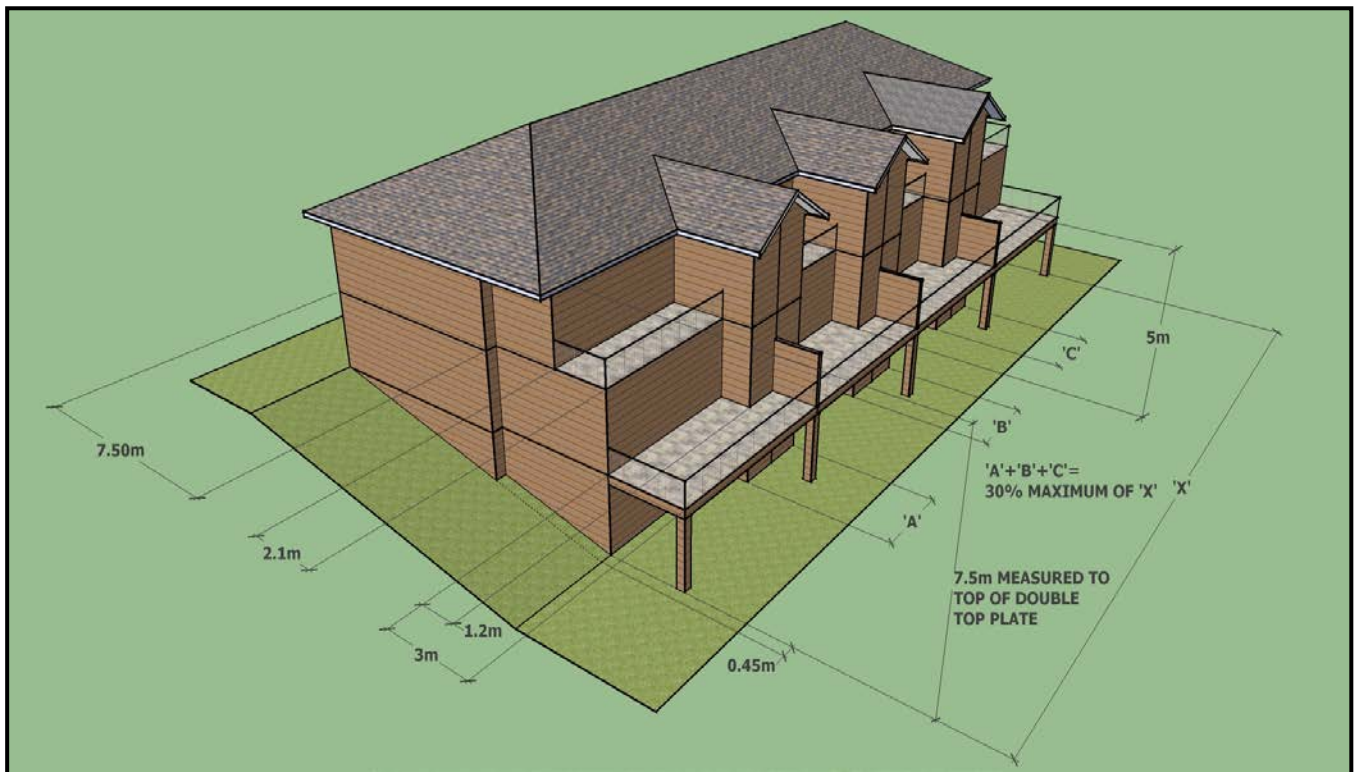 5m
'C'
7.50m
'B'
'A'+'B'+'C'=
30% MAXIMUM OF 'X'
'X'
'A'
2.1m
7.5m MEASURED TO
TOP OF DOUBLE
TOP PLATE
1.2m
3m
0.45m